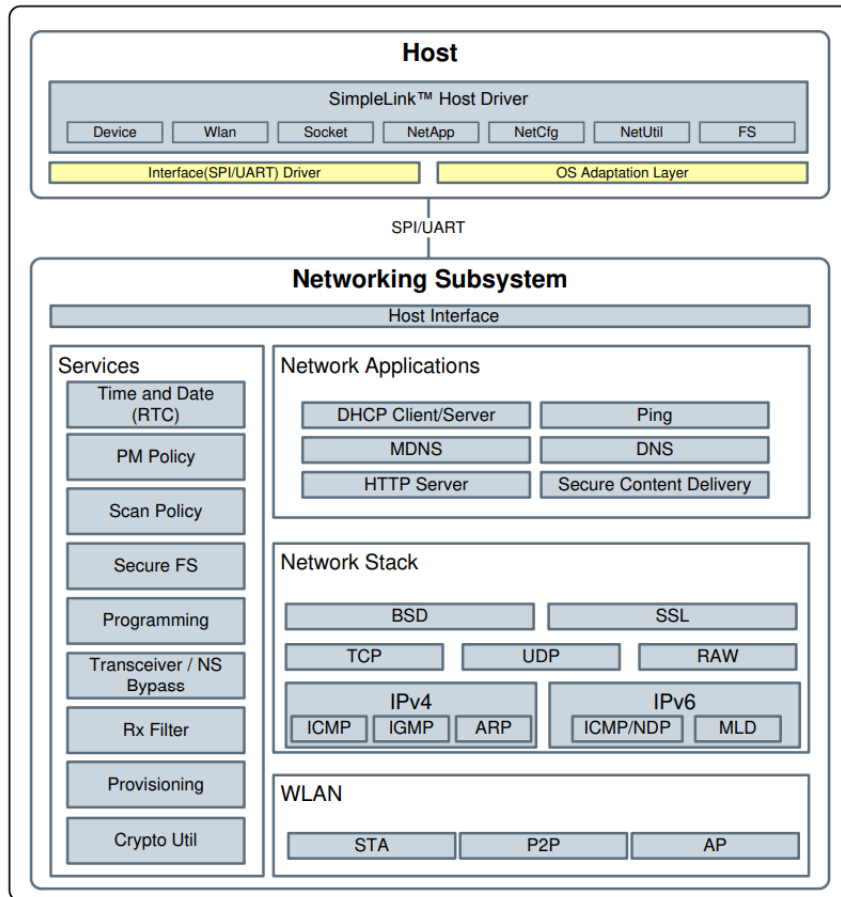 Host
SimpleLink™ Host Driver
Device
Wlan
Socket
NetApp
NetCfg
NetUtil
FS
Interface(SPI/UART) Driver
OS Adaptation Layer
SPI/UART
Networking Subsystem
Host Interface
Services
Time and Date
(RTC)
PM Policy
Scan Policy
Secure FS
Programming
Transceiver / NS
Bypass
Rx Filter
Provisioning
Crypto Util
Network Applications
DHCP Client/Server
Ping
MDNS
DNS
HTTP Server
Secure Content Delivery
Network Stack
BSD
SSL
TCP
UDP
RAW
IPv4
ICMP
IGMP
ARP
IPv6
ICMP/NDP
MLD
WLAN
STA
P2P
AP